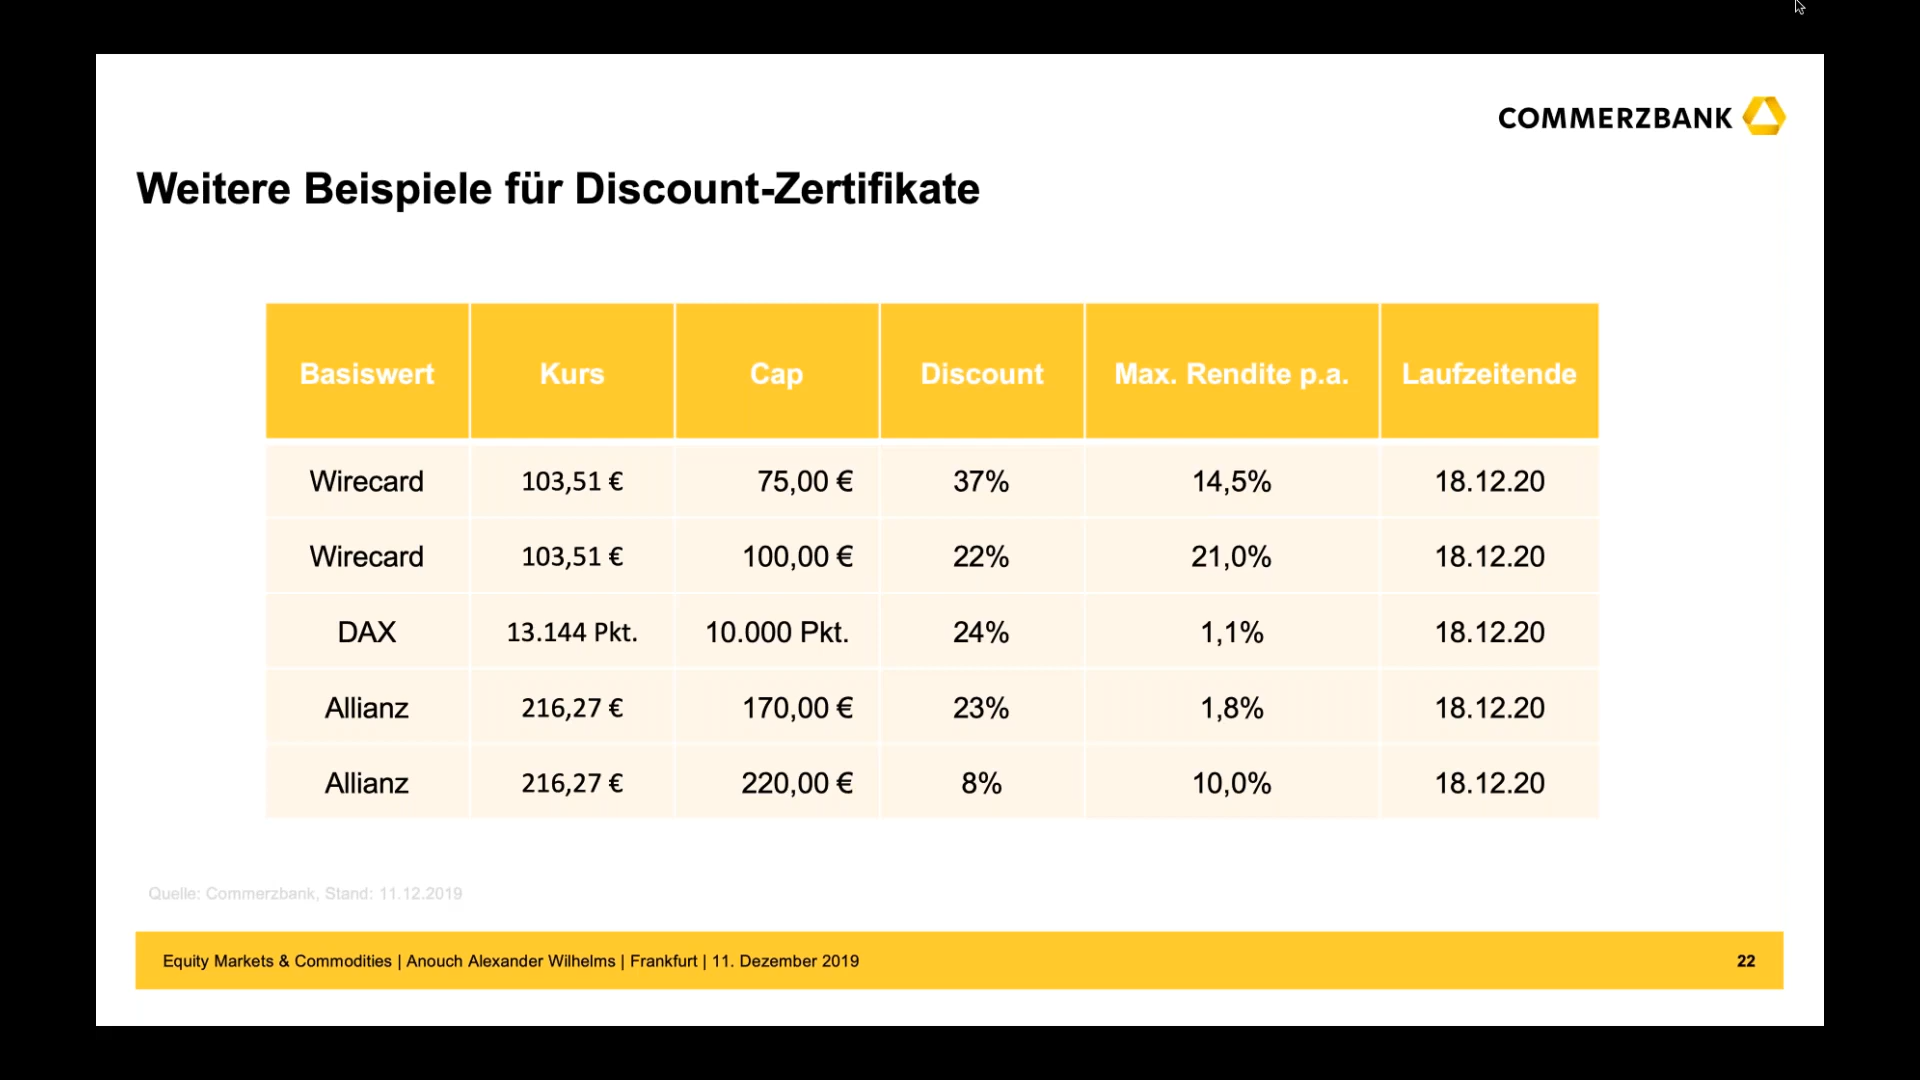 COMMERZBANK
Weitere Beispiele für Discount-Zertifikate
Basiswert Kurs Cap Discount Max. Rendite p.a. Laufzeitende
Wirecard 103,51 € 75,00 € 37% 14,5% 18.12.20
Wirecard 103,51 € 100,00 € 22% 21,0% 18.12.20
DAX 13.144 Pkt. 10.000 Pkt. 24% 1,1% 18.12.20
Allianz 216,27 € 170,00 € 23% 1,8% 18.12.20
Allianz 216,27 € 220,00 € 8% 10,0% 18.12.20
Quelle: Commerzbank, Stand: 11.12.2019
Equity Markets & Commodities | Anouch Alexander Wilhelms | Frankfurt | 11. Dezember 2019 22